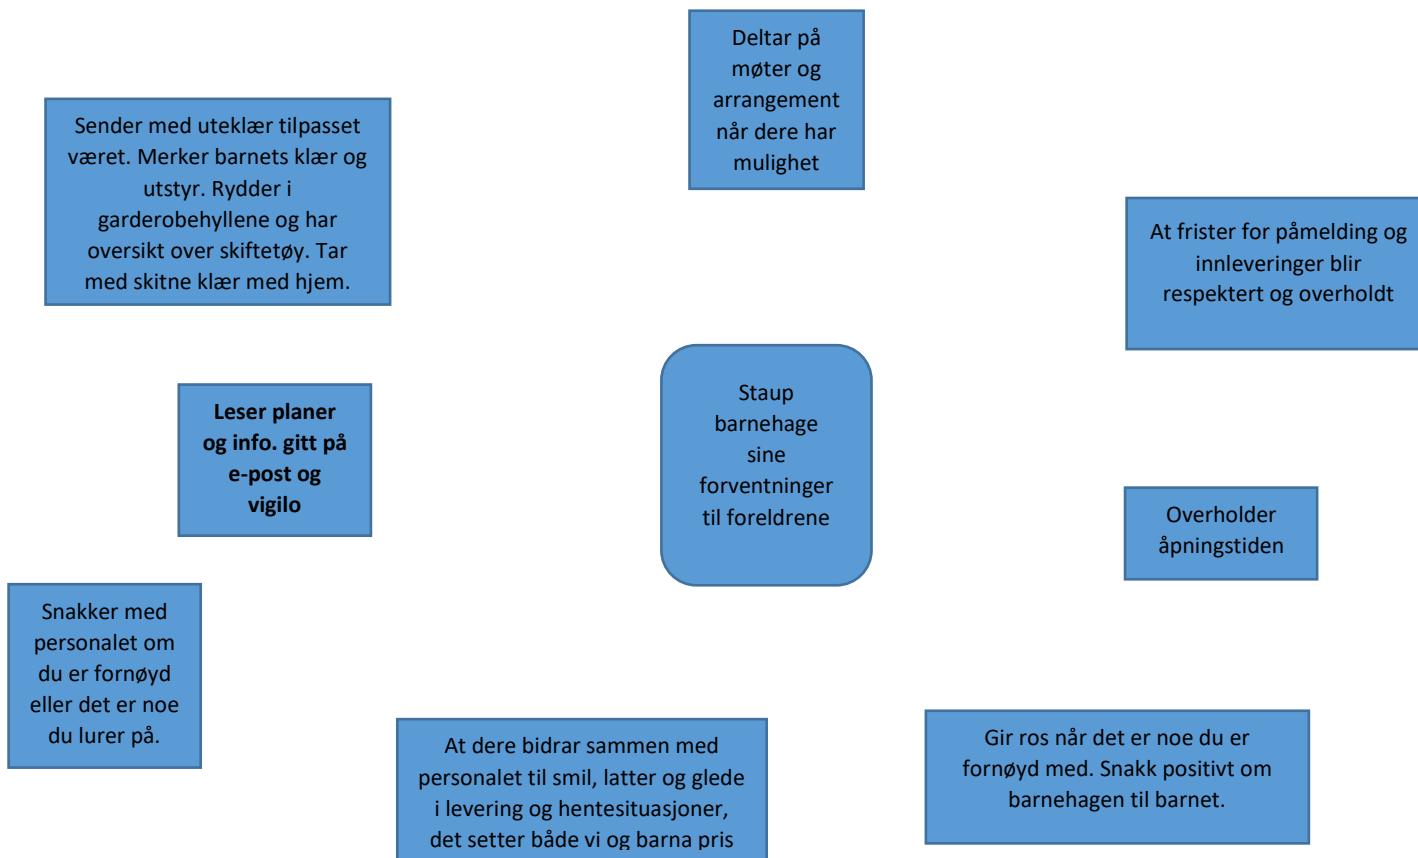 Deltar på
møter og
arrangement
når dere har
mulighet
Sender med uteklær tilpasset
været. Merker barnets klær og
utstyr. Rydder i
garderobehyllene og har
oversikt over skiftetøy. Tar
med skitne klær med hjem.
At frister for påmelding og
innleveringer blir
respektert og overholdt
Staup
barnehage
sine
forventninger
til foreldrene
Leser planer
og info. gitt på
e-post og
vigilo
Overholder
åpningstiden
Snakker med
personalet om
du er fornøyd
eller det er noe
du lurer på.
At dere bidrar sammen med
personalet til smil, latter og glede
i levering og hentesituasjoner,
det setter både vi og barna pris
Gir ros når det er noe du er
fornøyd med. Snakk positivt om
barnehagen til barnet.